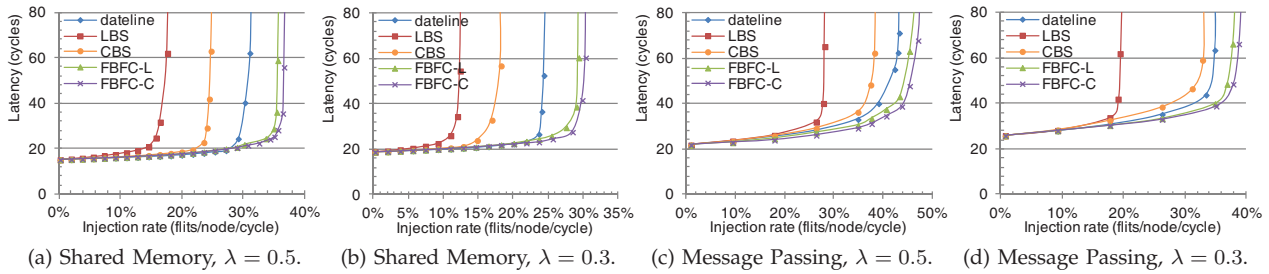 Latency (cycles)
80
60
40
20
0
dateline
LBS
CBS
FBFC-L
FBFC-C
0% 10% 20% 30% 40%
Injection rate (flits/node/cycle)
(a) Shared Memory, λ = 0.5.
Latency (cycles)
80
60
40
20
0
dateline
LBS
CBS
FBFC-L
FBFC-C
0% 5% 10% 15% 20% 25% 30% 35%
Injection rate (flits/node/cycle)
(b) Shared Memory, λ = 0.3.
Latency (cycles)
80
60
40
20
0
dateline
LBS
CBS
FBFC-L
FBFC-C
0% 10% 20% 30% 40% 50%
Injection rate (flits/node/cycle)
(c) Message Passing, λ = 0.5.
Latency (cycles)
80
60
40
20
0
dateline
LBS
CBS
FBFC-L
FBFC-C
0% 10% 20% 30% 40%
Injection rate (flits/node/cycle)
(d) Message Passing, λ = 0.3.